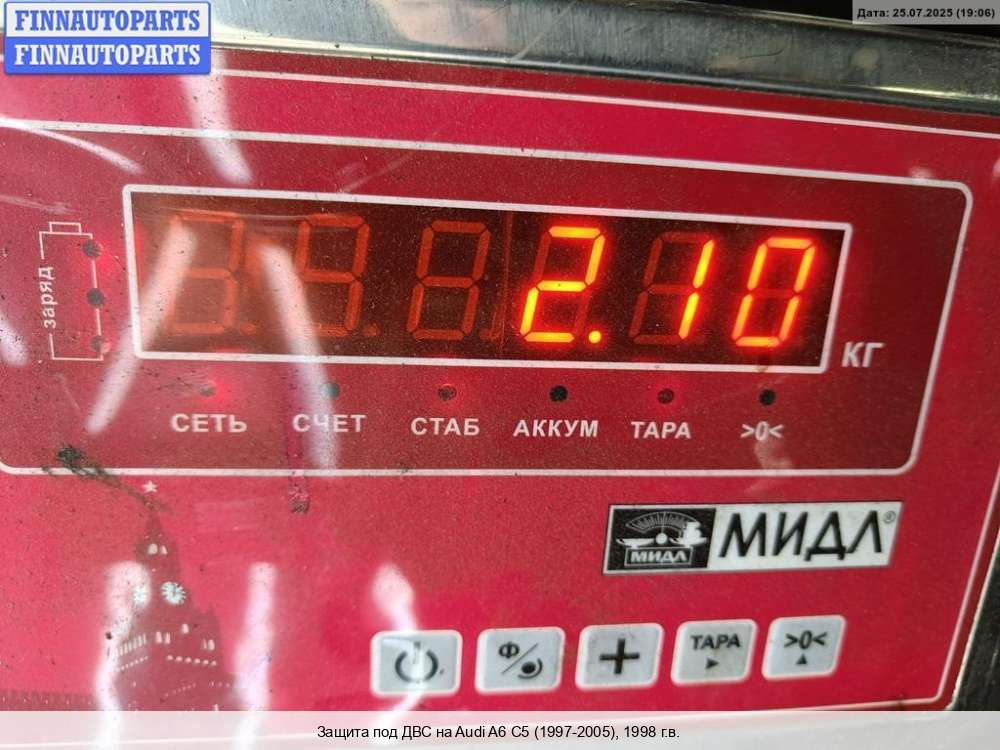 FINNAUTOPARTS
FINNAUTOPARTS
Дата: 25.07.2025 (19:06)
заряд
2.10
КГ
СЕТЬ СЧЕТ СТАБ АККУМ ТАРА >0<
МИДЛ МИДЛ®
Ф/ + ТАРА >0<
Защита под ДВС на Audi A6 C5 (1997-2005), 1998 г.в.